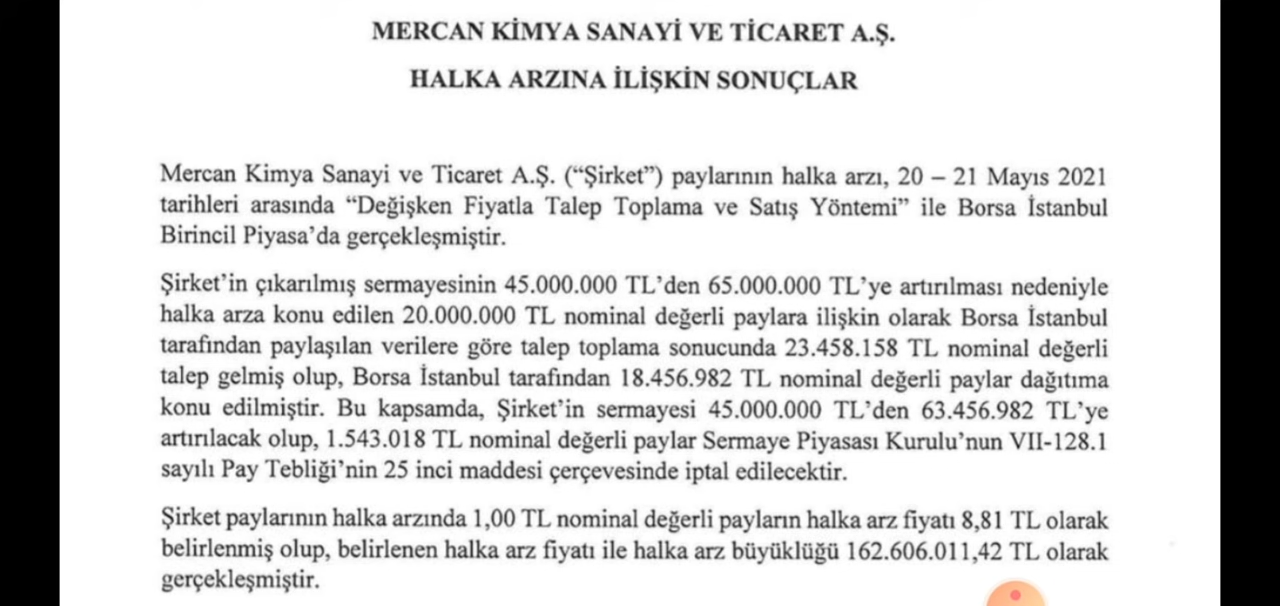 MERCAN KİMYA SANAYİ VE TİCARET A.Ş.
HALKA ARZINA İLİŞKİN SONUÇLAR
Mercan Kimya Sanayi ve Ticaret A.Ş. (“Şirket”) paylarının halka arzı, 20 – 21 Mayıs 2021
tarihleri arasında “Değişken Fiyatla Talep Toplama ve Satış Yöntemi” ile Borsa İstanbul
Birincil Piyasa’da gerçekleşmiştir.
Şirket’in çıkarılmış sermayesinin 45.000.000 TL’den 65.000.000 TL’ye artırılması nedeniyle
halka arza konu edilen 20.000.000 TL nominal değerli paylara ilişkin olarak Borsa İstanbul
tarafından paylaşılan verilere göre talep toplama sonucunda 23.458.158 TL nominal değerli
talep gelmiş olup, Borsa İstanbul tarafından 18.456.982 TL nominal değerli paylar dağıtıma
konu edilmiştir. Bu kapsamda, Şirket’in sermayesi 45.000.000 TL’den 63.456.982 TL’ye
artırılacak olup, 1.543.018 TL nominal değerli paylar Sermaye Piyasası Kurulu’nun VII-128.1
sayılı Pay Tebliği’nin 25 inci maddesi çerçevesinde iptal edilecektir.
Şirket paylarının halka arzında 1,00 TL nominal değerli payların halka arz fiyatı 8,81 TL olarak
belirlenmiş olup, belirlenen halka arz fiyatı ile halka arz büyüklüğü 162.606.011,42 TL olarak
gerçekleşmiştir.